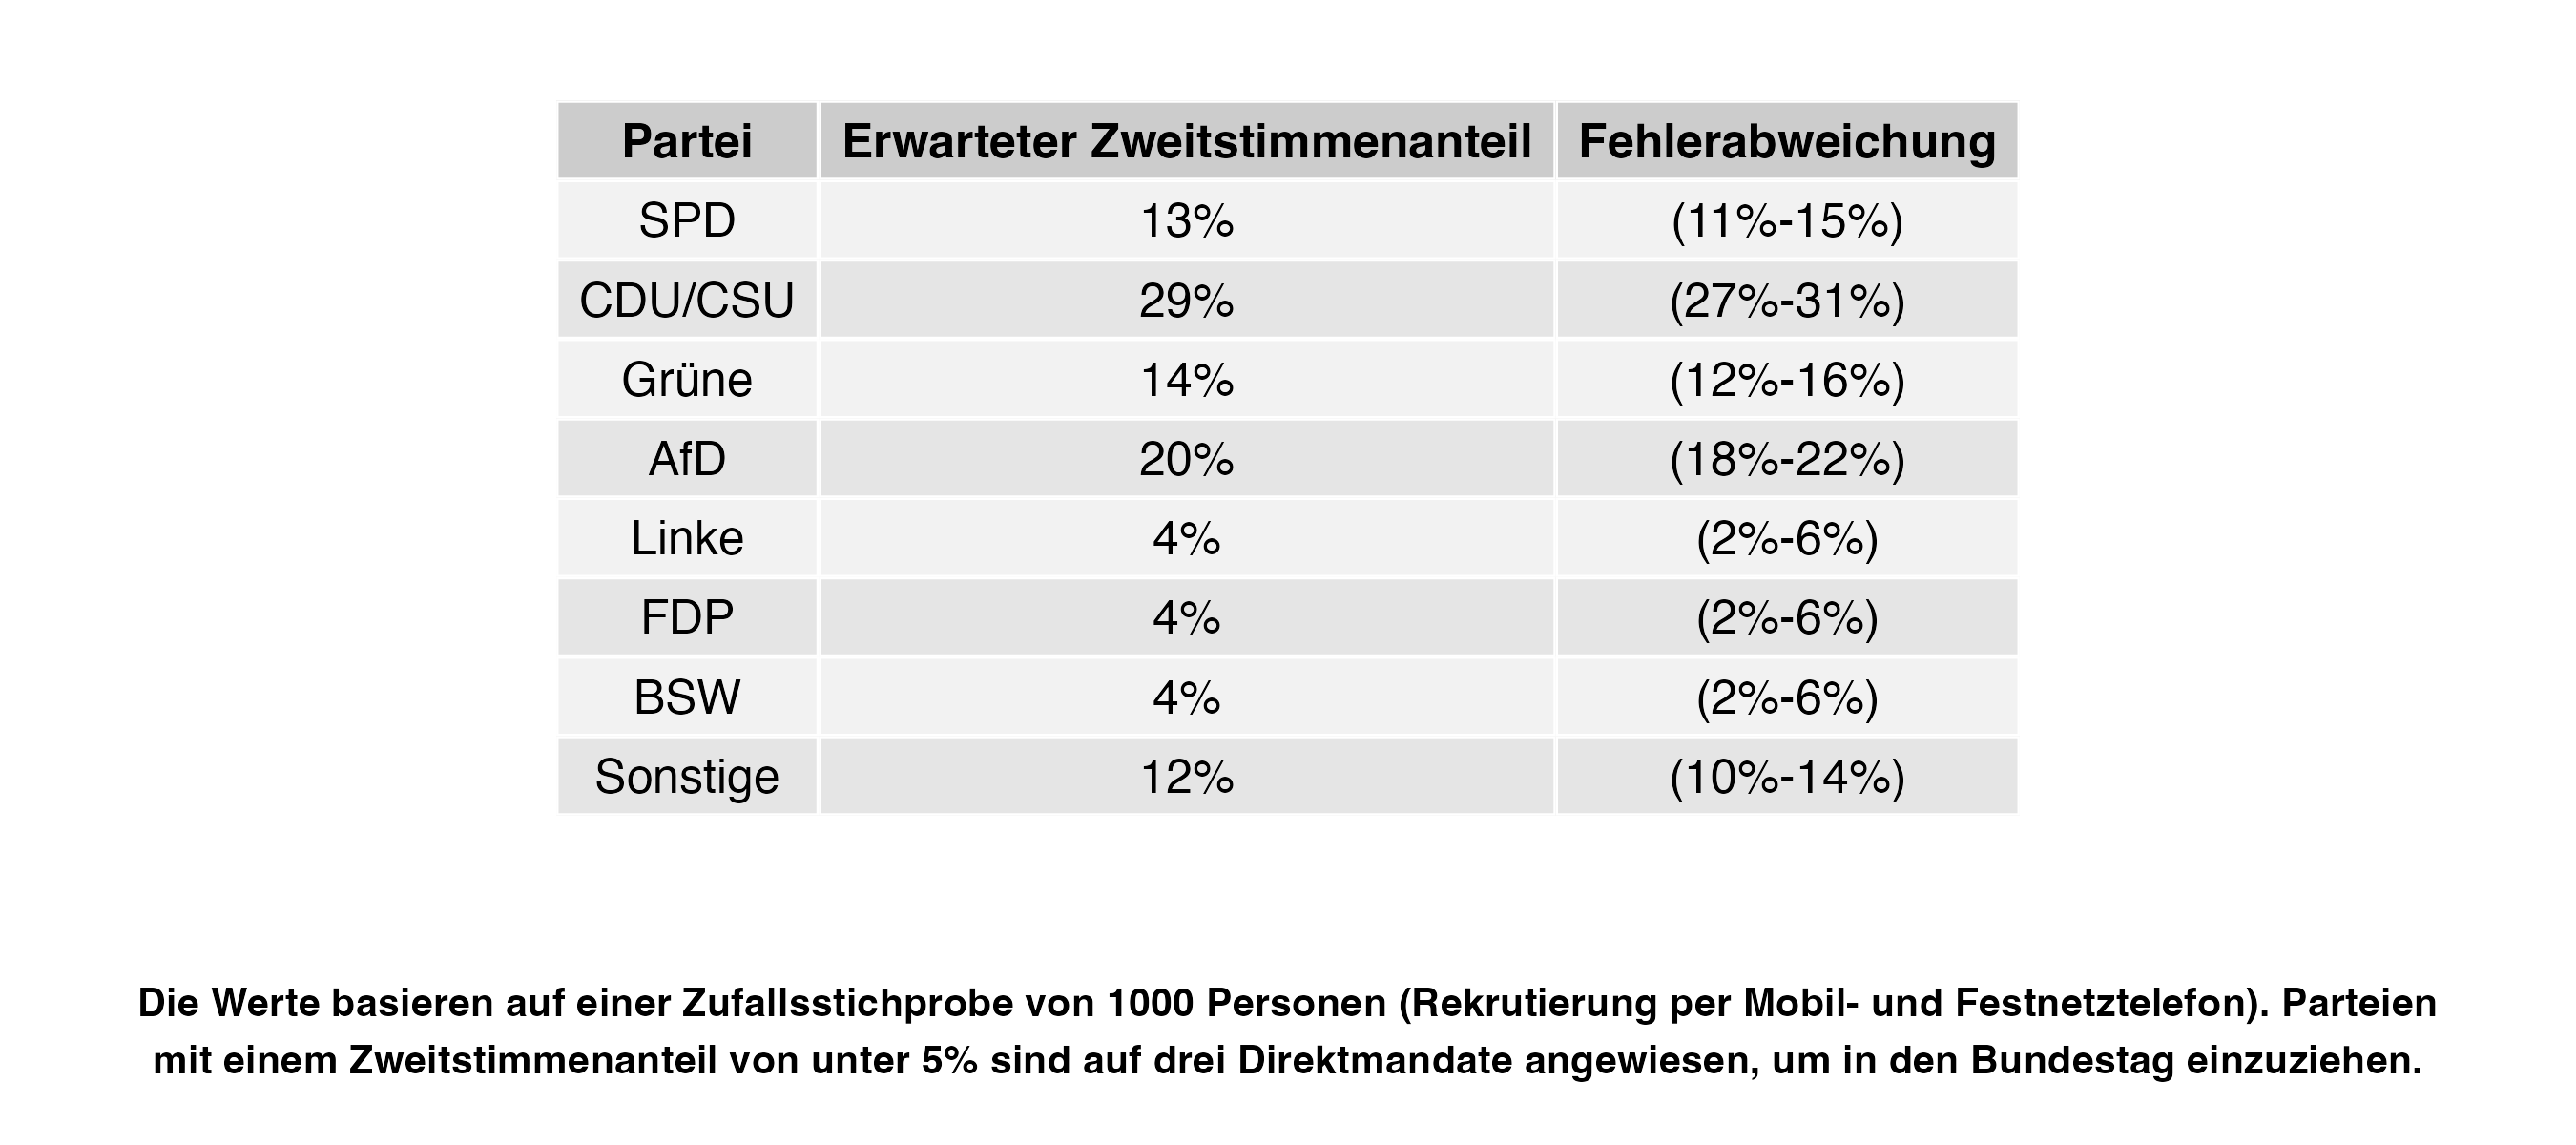 Partei Erwarteter Zweitstimmenanteil Fehlerabweichung
SPD 13% (11%-15%)
CDU/CSU 29% (27%-31%)
Grüne 14% (12%-16%)
AfD 20% (18%-22%)
Linke 4% (2%-6%)
FDP 4% (2%-6%)
BSW 4% (2%-6%)
Sonstige 12% (10%-14%)
Die Werte basieren auf einer Zufallsstichprobe von 1000 Personen (Rekrutierung per Mobil- und Festnetztelefon). Parteien
mit einem Zweitstimmenanteil von unter 5% sind auf drei Direktmandate angewiesen, um in den Bundestag einzuziehen.